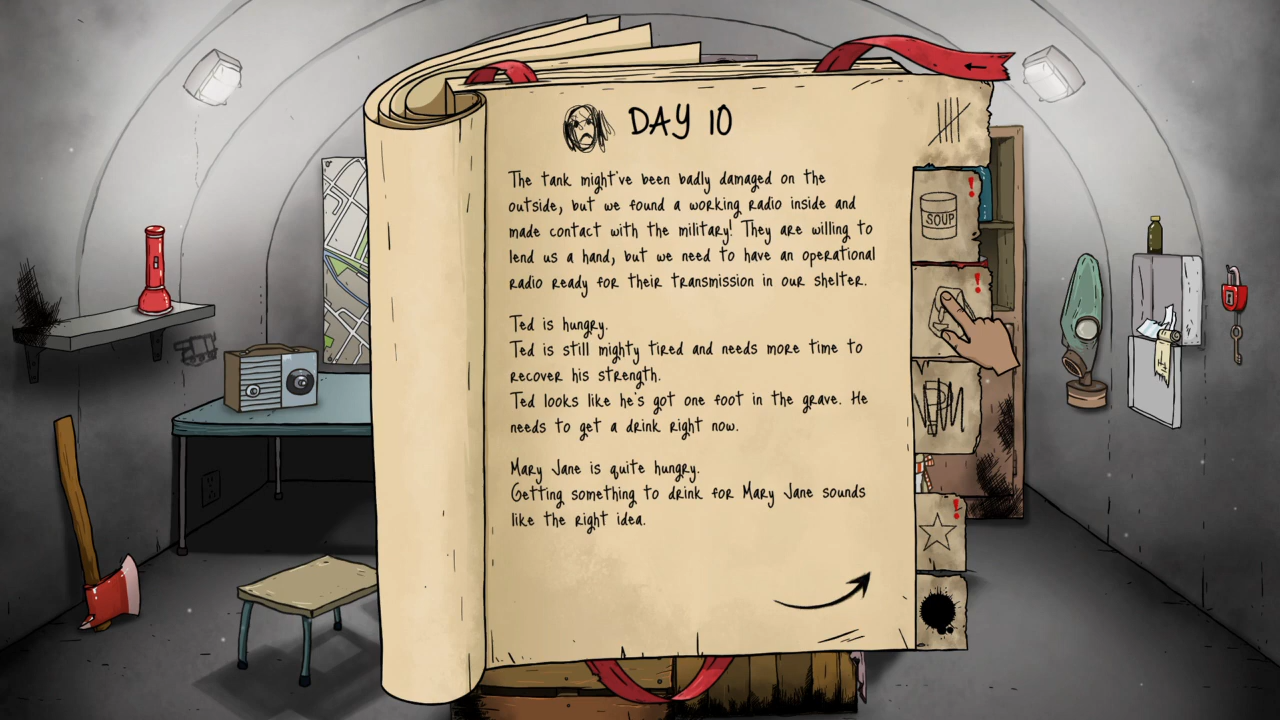 DAY 10
The tank might've been badly damaged on the
outside, but we found a working radio inside and
made contact with the military! They are willing to
lend us a hand, but we need to have an operational
radio ready for their transmission in our shelter.
Ted is hungry.
Ted is still mighty tired and needs more time to
recover his strength.
Ted looks like he's got one foot in the grave. He
needs to get a drink right now.
Mary Jane is quite hungry.
Getting something to drink for Mary Jane sounds
like the right idea.
!
SOUP
!
!